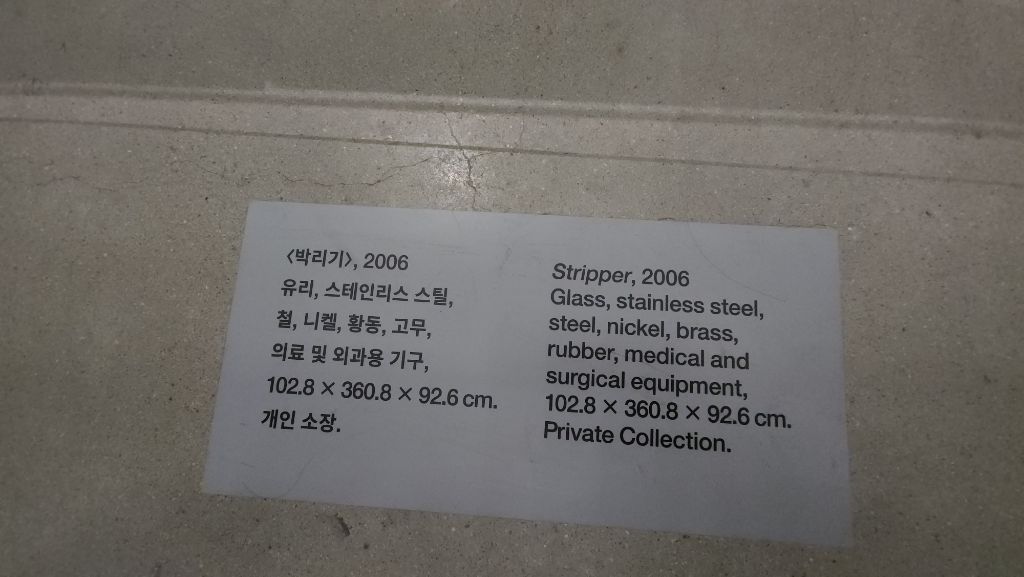 〈박리기〉, 2006
유리, 스테인리스 스틸,
철, 니켈, 황동, 고무,
의료 및 외과용 기구,
102.8 × 360.8 × 92.6 cm.
개인 소장.
Stripper, 2006
Glass, stainless steel,
steel, nickel, brass,
rubber, medical and
surgical equipment,
102.8 × 360.8 × 92.6 cm.
Private Collection.